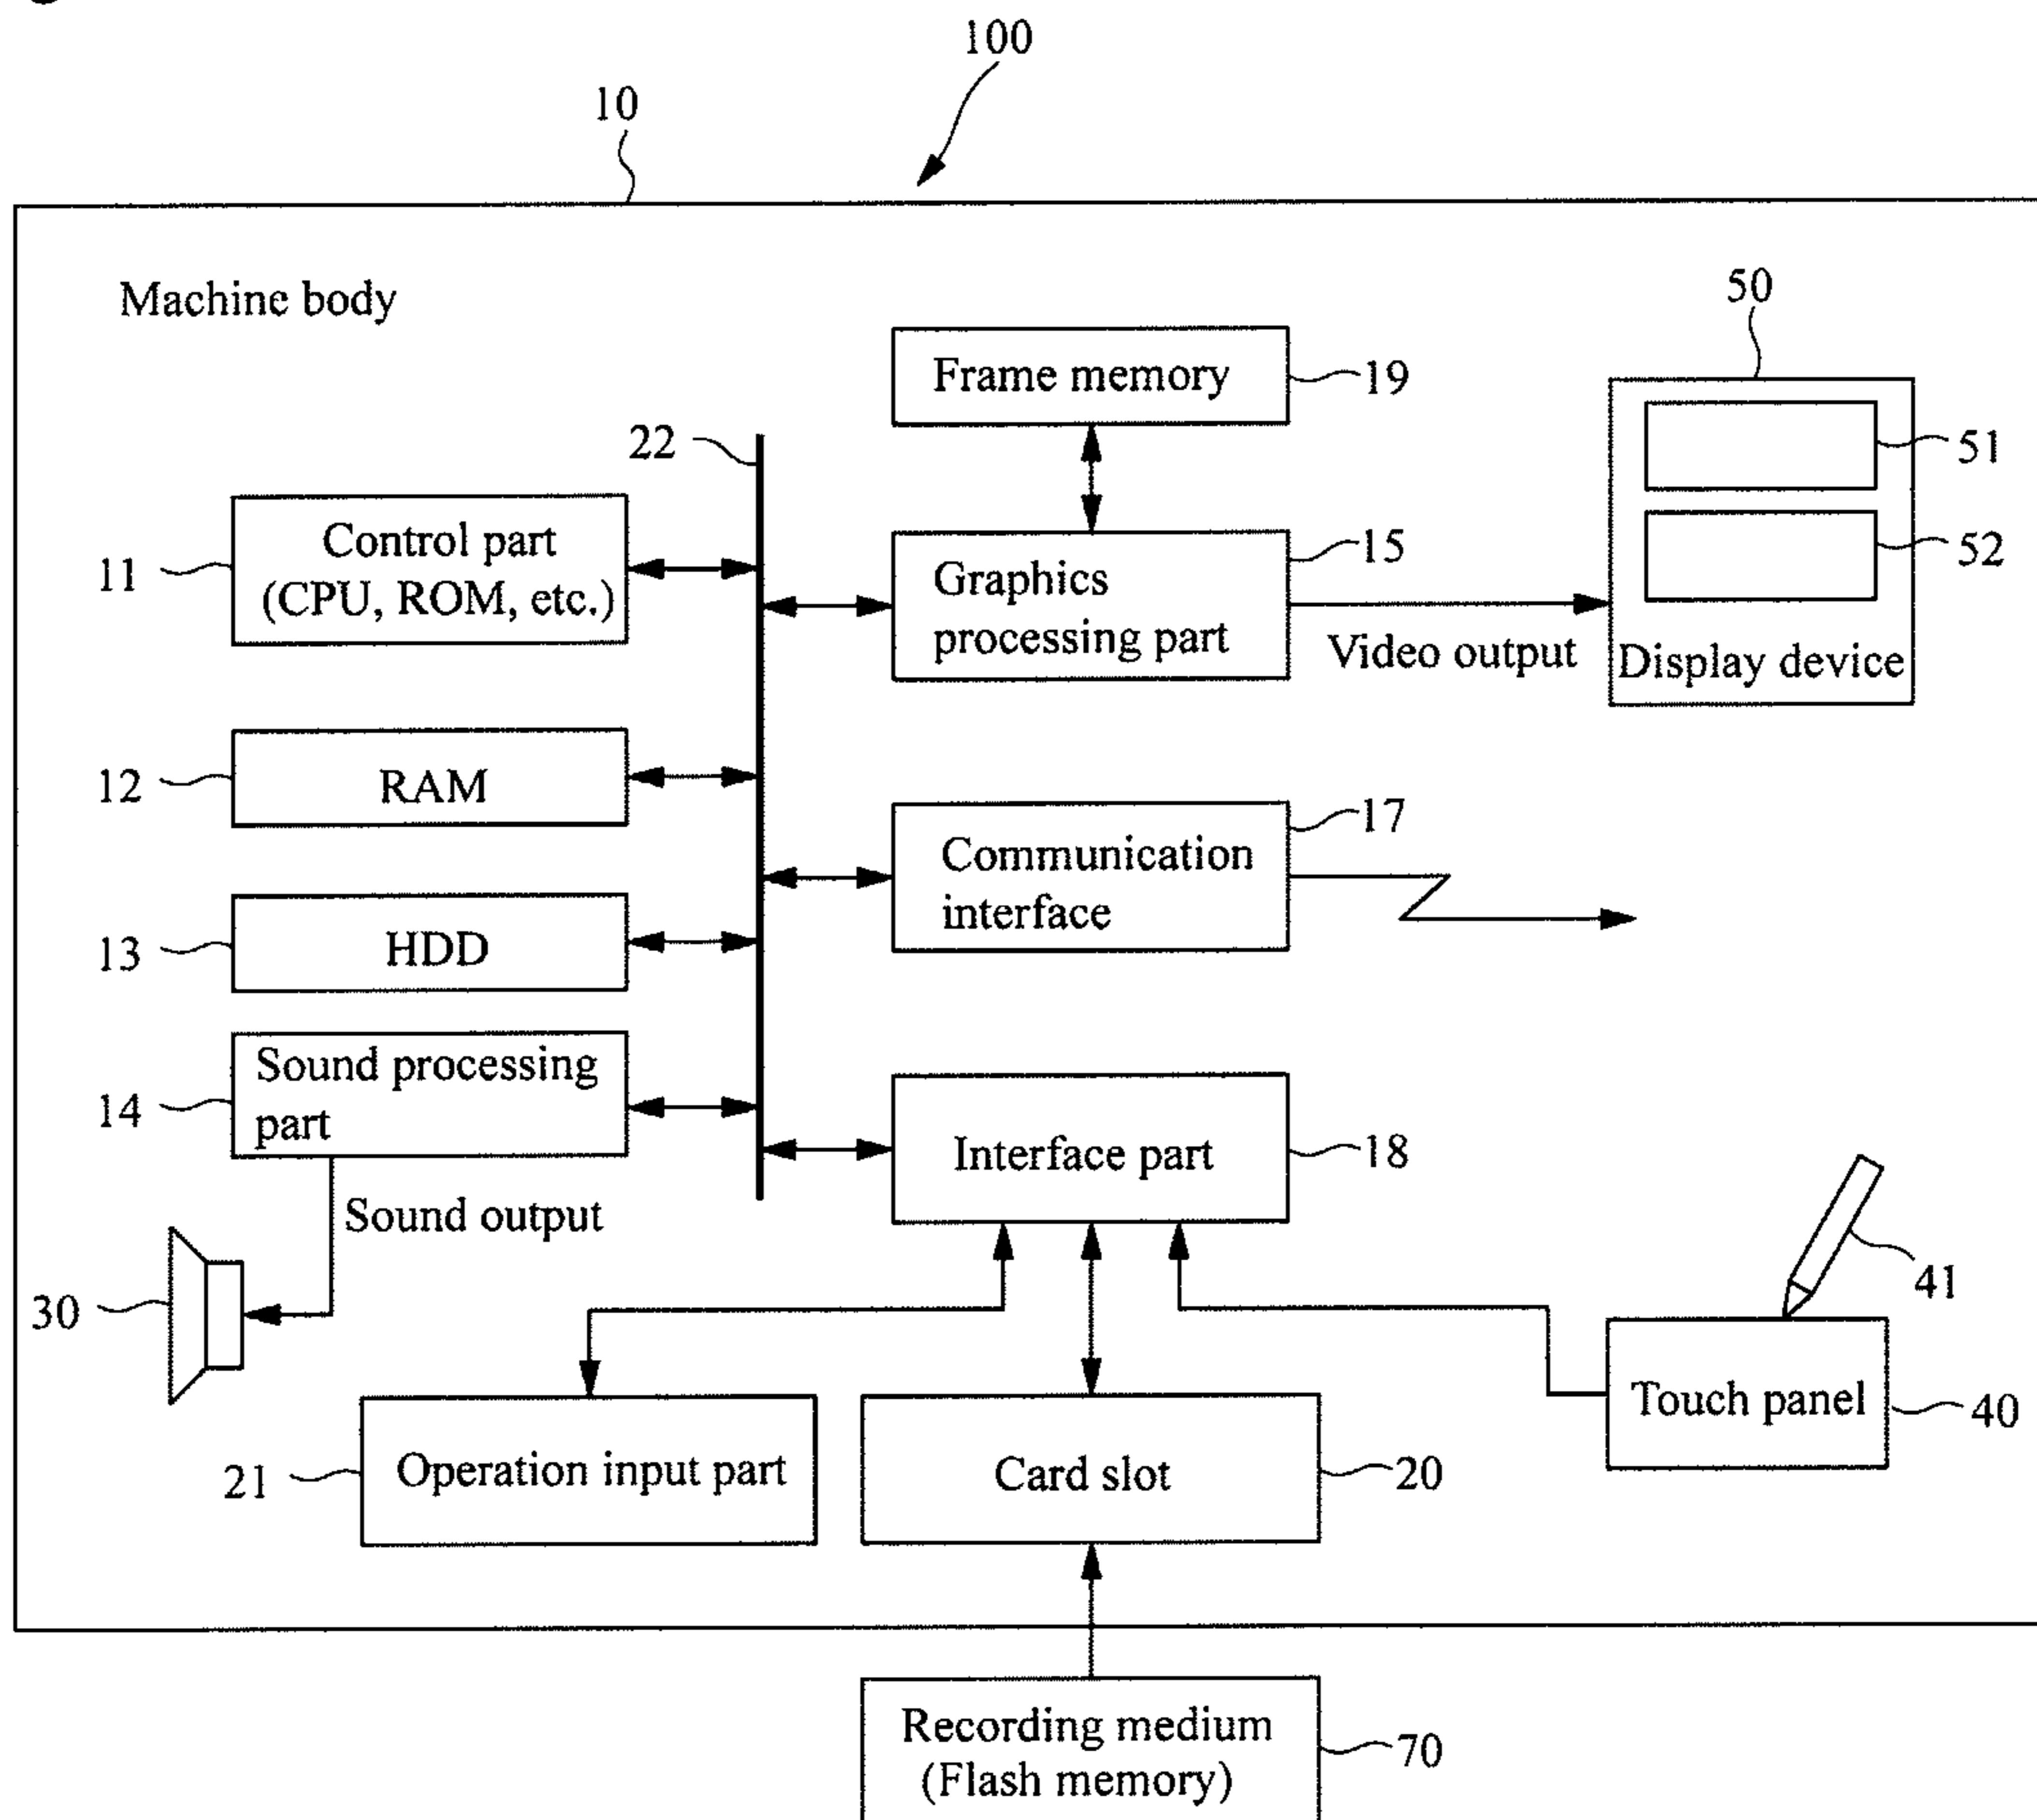 100
10
Machine body
50
Frame memory
19
51
22
Control part
(CPU, ROM, etc.)
11
15
Graphics
processing part
52
Video output
Display device
12
RAM
17
Communication
interface
13
HDD
Sound processing
part
14
Interface part
18
Sound output
30
41
Touch panel
40
21
Operation input part
Card slot
20
Recording medium
(Flash memory)
70